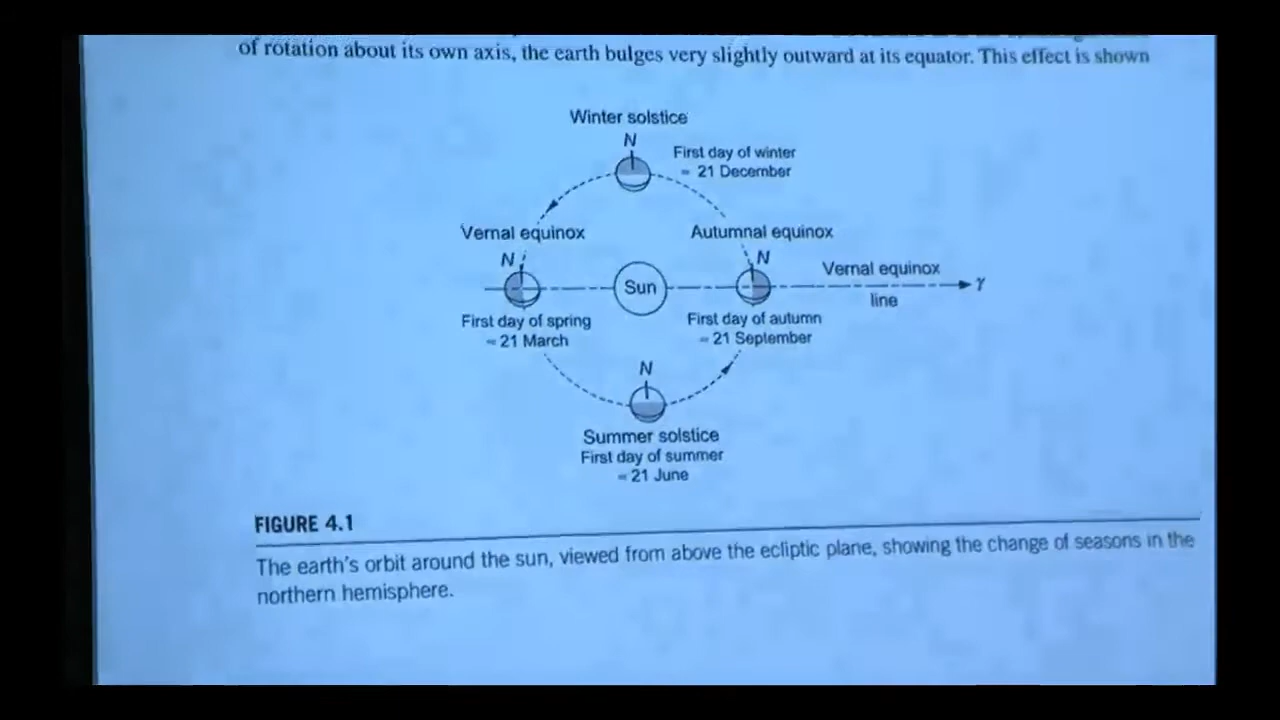 of rotation about its own axis, the earth bulges very slightly outward at its equator. This effect is shown
Winter solstice
N
First day of winter
≈ 21 December
Vernal equinox
Autumnal equinox
N
N
Vernal equinox
Sun
γ
line
First day of spring
≈ 21 March
First day of autumn
≈ 21 September
N
Summer solstice
First day of summer
≈ 21 June
FIGURE 4.1
The earth's orbit around the sun, viewed from above the ecliptic plane, showing the change of seasons in the
northern hemisphere.